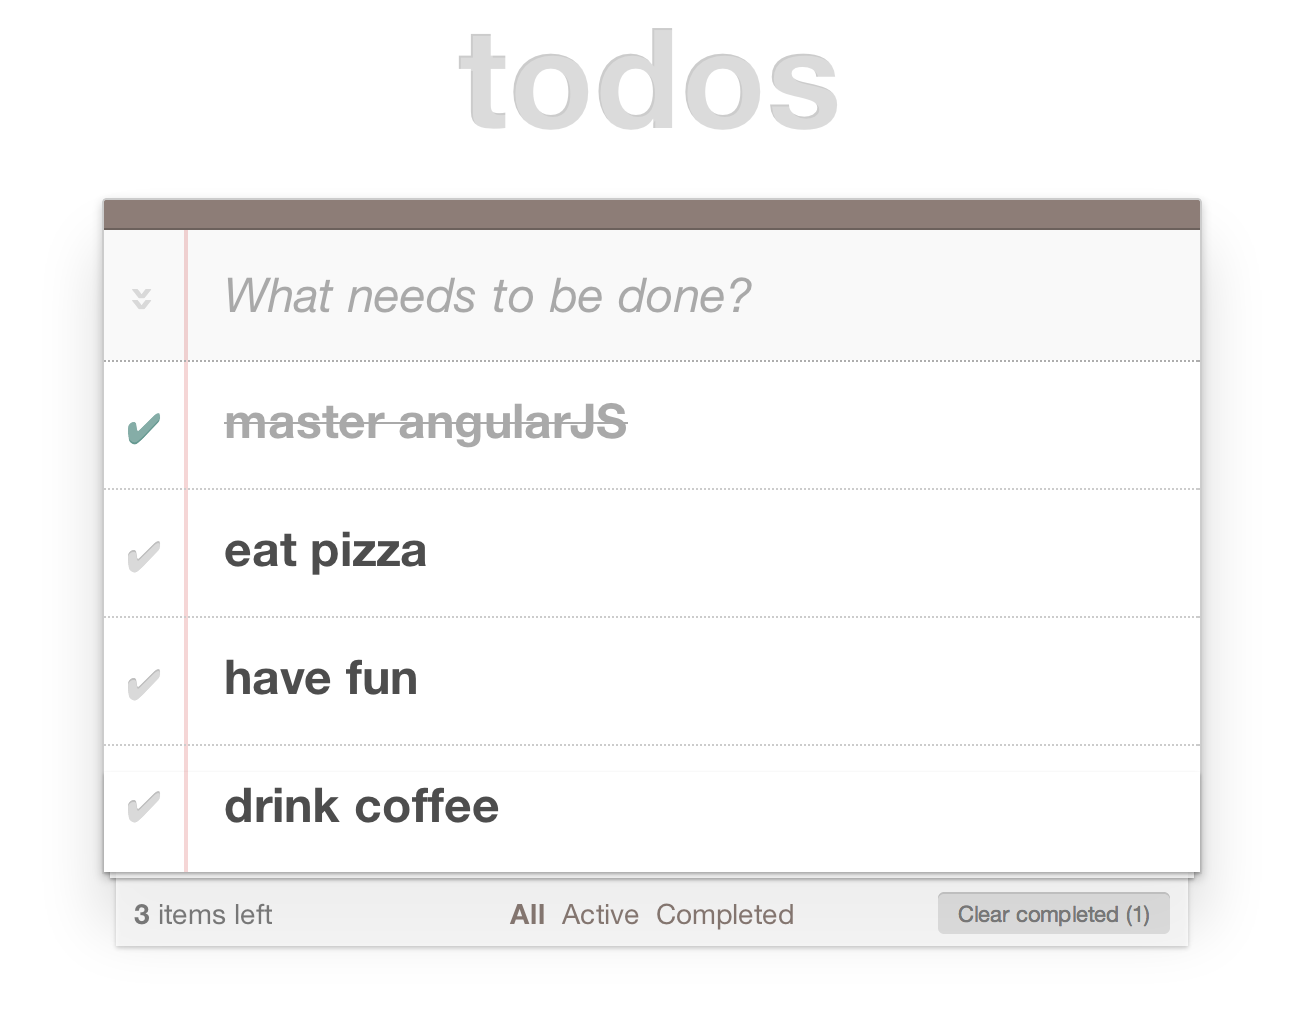 todos
What needs to be done?
master angularJS
eat pizza
have fun
drink coffee
3 items left All Active Completed Clear completed (1)